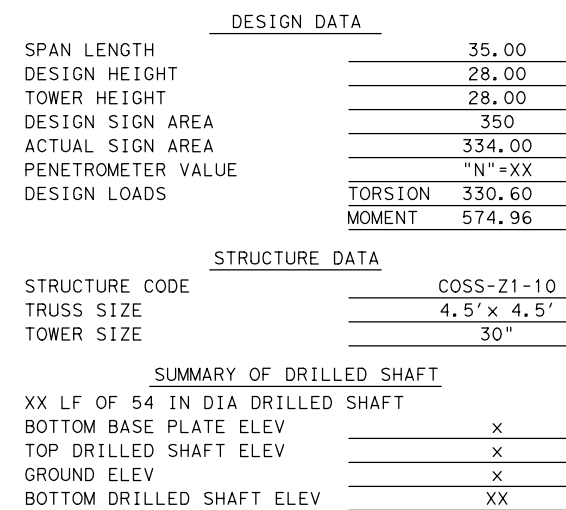 DESIGN DATA
SPAN LENGTH 35.00
DESIGN HEIGHT 28.00
TOWER HEIGHT 28.00
DESIGN SIGN AREA 350
ACTUAL SIGN AREA 334.00
PENETROMETER VALUE "N"=XX
DESIGN LOADS TORSION 330.60
MOMENT 574.96
STRUCTURE DATA
STRUCTURE CODE COSS-Z1-10
TRUSS SIZE 4.5'x 4.5'
TOWER SIZE 30"
SUMMARY OF DRILLED SHAFT
XX LF OF 54 IN DIA DRILLED SHAFT
BOTTOM BASE PLATE ELEV x
TOP DRILLED SHAFT ELEV x
GROUND ELEV x
BOTTOM DRILLED SHAFT ELEV XX